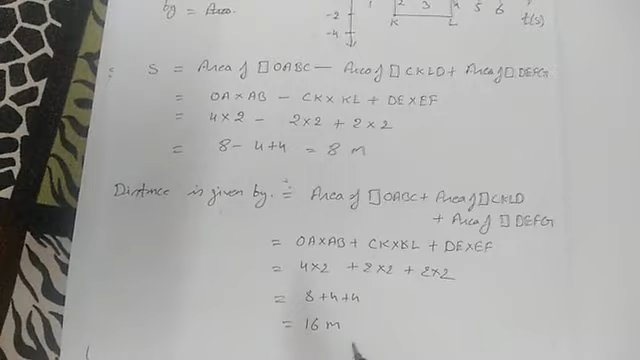 by = Area.
1 2 3 4 5 6 t(s)
-2
-4
K L
S = Area of □OABC — Area of □CKLD + Area of □DEFG
= OA×AB - CK×KL + DE×EF
= 4×2 - 2×2 + 2×2
= 8 - 4+4 = 8 m
Distance is given by. = Area of □OABC + Area of □CKLD
+ Area of □DEFG
= OA×AB + CK×KL + DE×EF
= 4×2 + 2×2 + 2×2
= 8+4+4
= 16 m